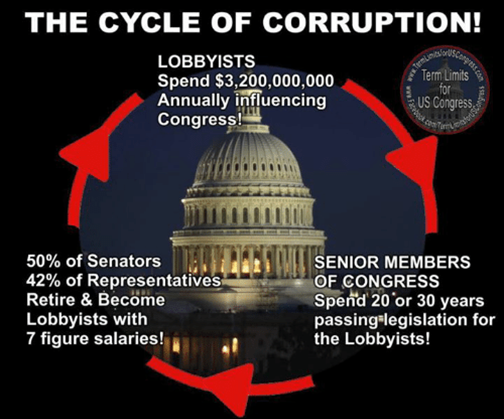 THE CYCLE OF CORRUPTION!
LOBBYISTS
Spend $3,200,000,000
Annually influencing
Congress!
www.TermLimitsforUSCongress.com
Term Limits
for
US Congress
SENIOR MEMBERS
OF CONGRESS
Spend 20 or 30 years
passing legislation for
the Lobbyists!
50% of Senators
42% of Representatives
Retire & Become
Lobbyists with
7 figure salaries!